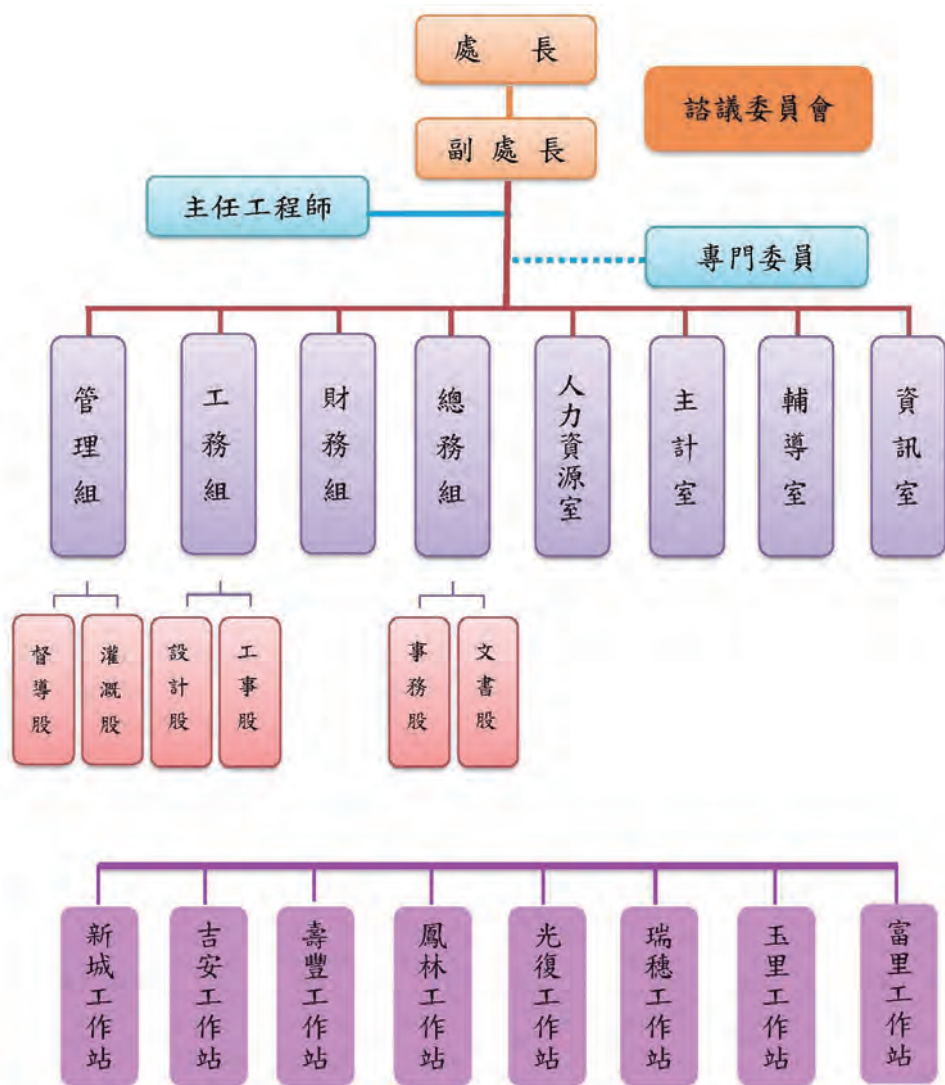 處 長
諮議委員會
副處長
主任工程師
專門委員
管理組
工務組
財務組
總務組
人力資源室
主計室
輔導室
資訊室
督導股
灌溉股
設計股
工事股
事務股
文書股
新城工作站
吉安工作站
壽豐工作站
鳳林工作站
光復工作站
瑞穗工作站
玉里工作站
富里工作站